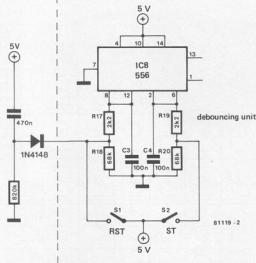 5V
5V
4 10 14
7 IC8 13
556 1
8 12 2 6
R17 2k2 R19 2k2
debouncing unit
470n
1N4148
R18 68k C3 100n C4 100n R20 68k
820k
S1 S2
RST ST
5 V
81119 - 2